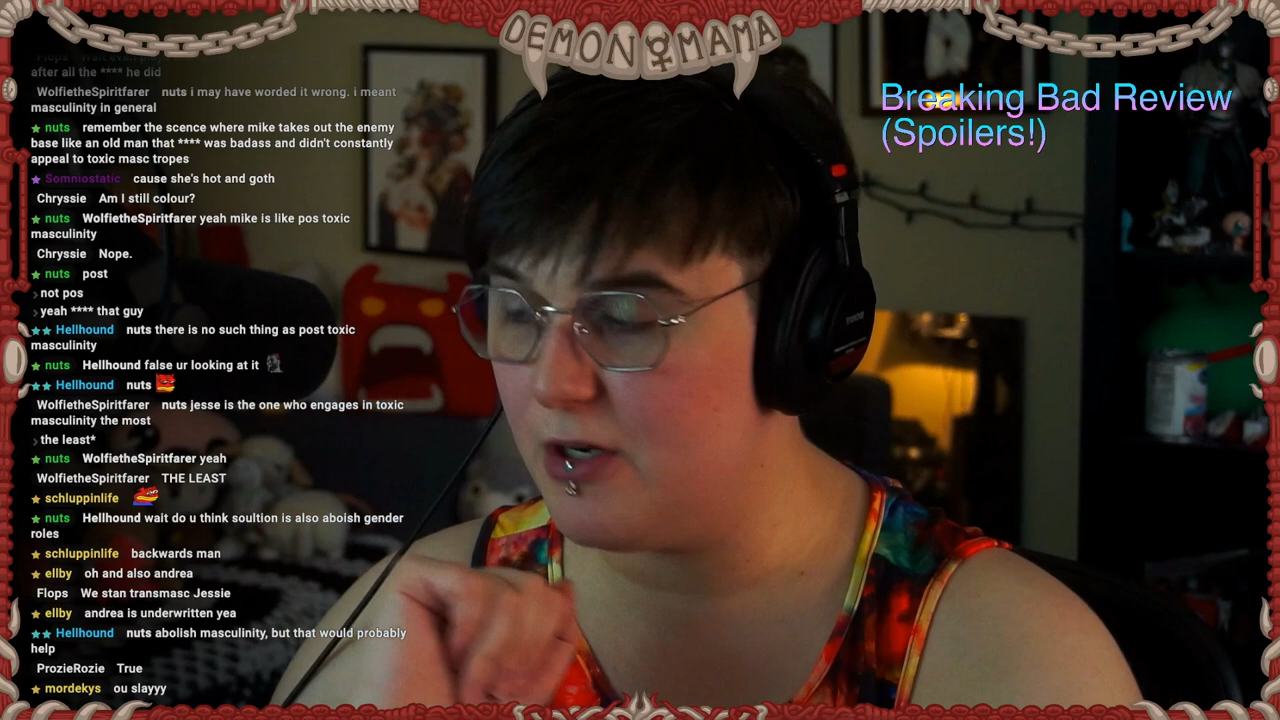 DEMON MAMA
Breaking Bad Review
(Spoilers!)
Flops Wait even play
after all the **** he did
WolfietheSpiritfarer nuts i may have worded it wrong. i meant
masculinity in general
nuts remember the scence where mike takes out the enemy
base like an old man that **** was badass and didn't constantly
appeal to toxic masc tropes
Somniostatic cause she's hot and goth
Chryssie Am I still colour?
nuts WolfietheSpiritfarer yeah mike is like pos toxic
masculinity
Chryssie Nope.
nuts post
not pos
yeah **** that guy
Hellhound nuts there is no such thing as post toxic
masculinity
nuts Hellhound false ur looking at it
Hellhound nuts
WolfietheSpiritfarer nuts jesse is the one who engages in toxic
masculinity the most
the least*
nuts WolfietheSpiritfarer yeah
WolfietheSpiritfarer THE LEAST
schluppinlife
nuts Hellhound wait do u think soultion is also aboish gender
roles
schluppinlife backwards man
ellby oh and also andrea
Flops We stan transmasc Jessie
ellby andrea is underwritten yea
Hellhound nuts abolish masculinity, but that would probably
help
ProzieRozie True
mordekys ou slayyy